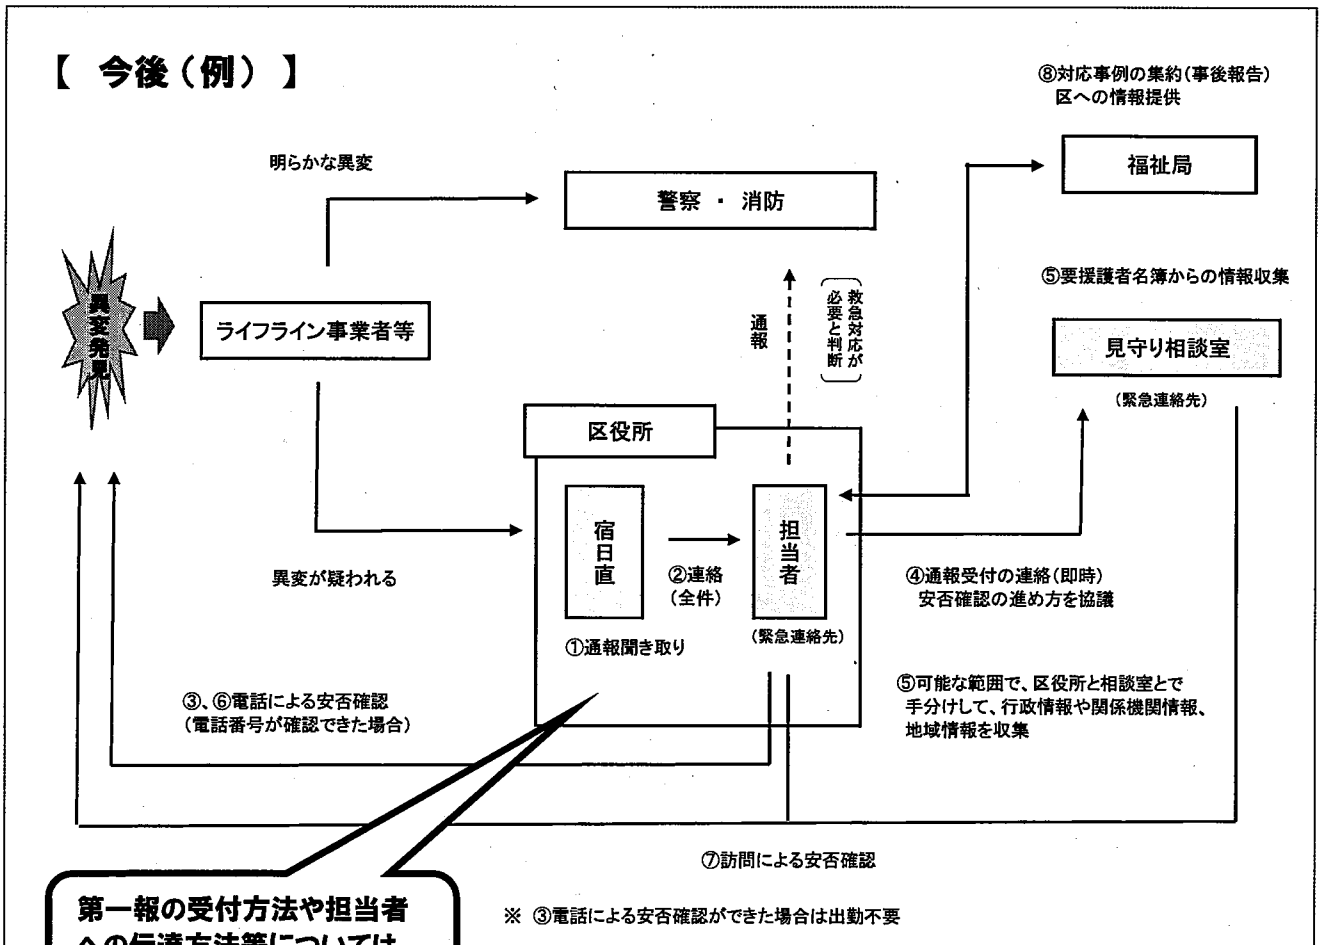 【 今後（例） 】
⑧対応事例の集約（事後報告）
区への情報提供
明らかな異変
福祉局
警察 ・ 消防
⑤要援護者名簿からの情報収集
異変発見
ライフライン事業者等
通報
救急対応が
必要と判断
見守り相談室
（緊急連絡先）
区役所
宿日直
担当者
異変が疑われる
②連絡
（全件）
④通報受付の連絡（即時）
安否確認の進め方を協議
①通報聞き取り
（緊急連絡先）
③、⑥電話による安否確認
（電話番号が確認できた場合）
⑤可能な範囲で、区役所と相談室とで
手分けして、行政情報や関係機関情報、
地域情報を収集
⑦訪問による安否確認
第一報の受付方法や担当者
への伝達方法等については
※ ③電話による安否確認ができた場合は出勤不要